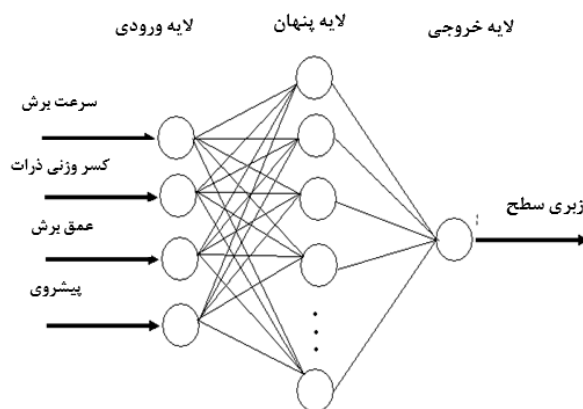 لایه خروجی
لایه پنهان
لایه ورودی
سرعت برش
کسر وزنی ذرات
عمق برش
پیشروی
زبری سطح